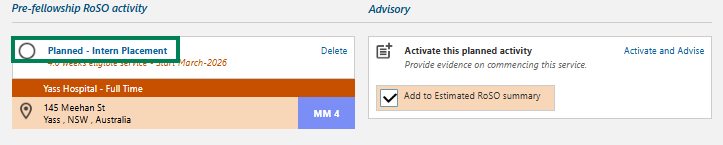 Pre-fellowship RoSO activity
Advisory
Planned - Intern Placement
Delete
4.0 weeks eligible service - Start March-2026
Yass Hospital - Full Time
145 Meehan St
Yass , NSW , Australia
MM 4
Activate this planned activity
Activate and Advise
Provide evidence on commencing this service.
Add to Estimated RoSO summary